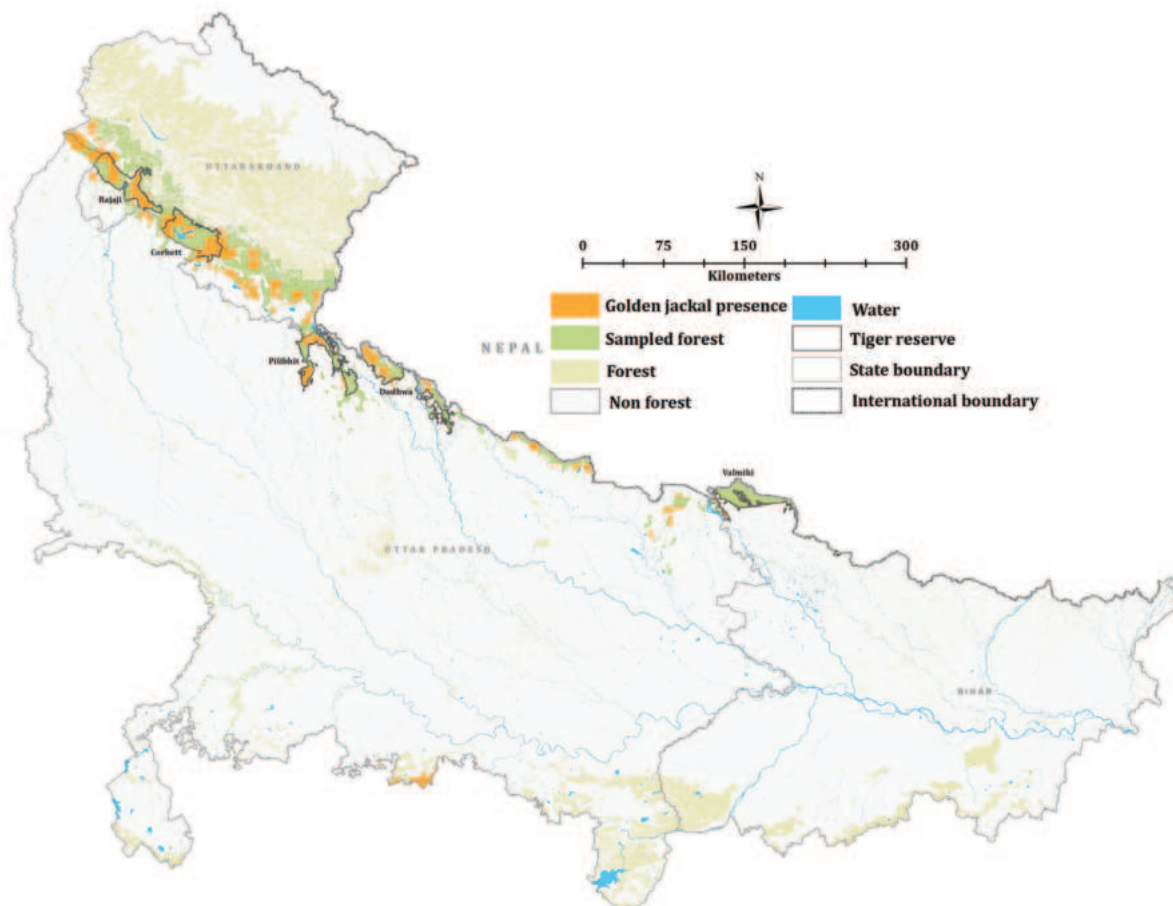 UTTARAKHAND
Rajaji
Corbett
N
0 75 150 300
Kilometers
Golden jackal presence
Sampled forest
Forest
Non forest
Water
Tiger reserve
State boundary
International boundary
NEPAL
Pilibhit
Dudhwa
Valmiki
UTTAR PRADESH
BIHAR